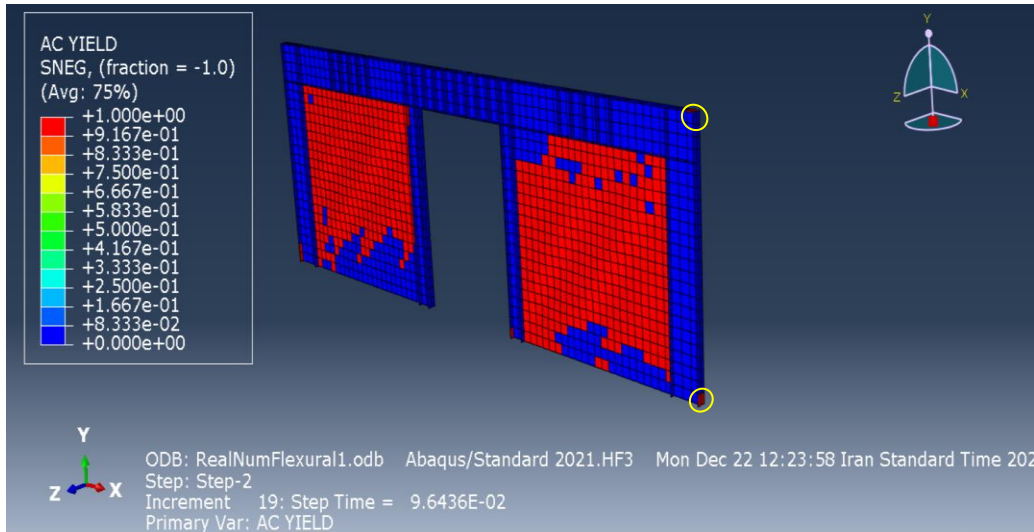 AC YIELD
SNEG, (fraction = -1.0)
(Avg: 75%)
+1.000e+00
+9.167e-01
+8.333e-01
+7.500e-01
+6.667e-01
+5.833e-01
+5.000e-01
+4.167e-01
+3.333e-01
+2.500e-01
+1.667e-01
+8.333e-02
+0.000e+00
Y
Z
X
Y
Z
X
ODB: RealNumFlexural1.odb Abaqus/Standard 2021.HF3 Mon Dec 22 12:23:58 Iran Standard Time 202
Step: Step-2
Increment 19: Step Time = 9.6436E-02
Primary Var: AC YIELD